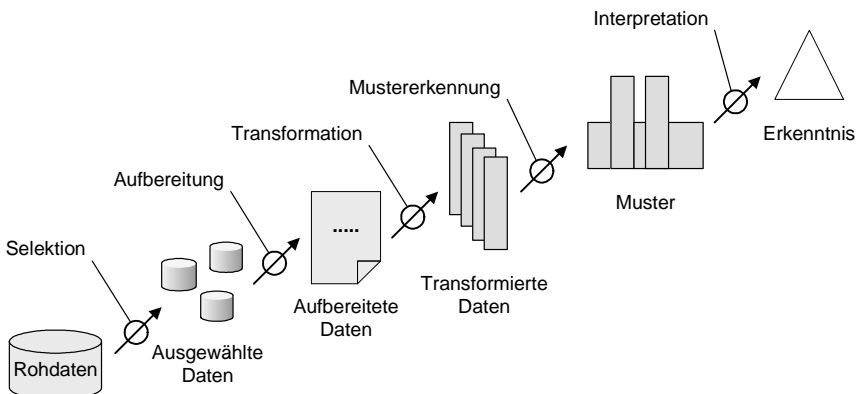 Interpretation
Mustererkennung
Transformation
Erkenntnis
Aufbereitung
Muster
.....
Selektion
Transformierte
Daten
Aufbereitete
Daten
Ausgewählte
Daten
Rohdaten